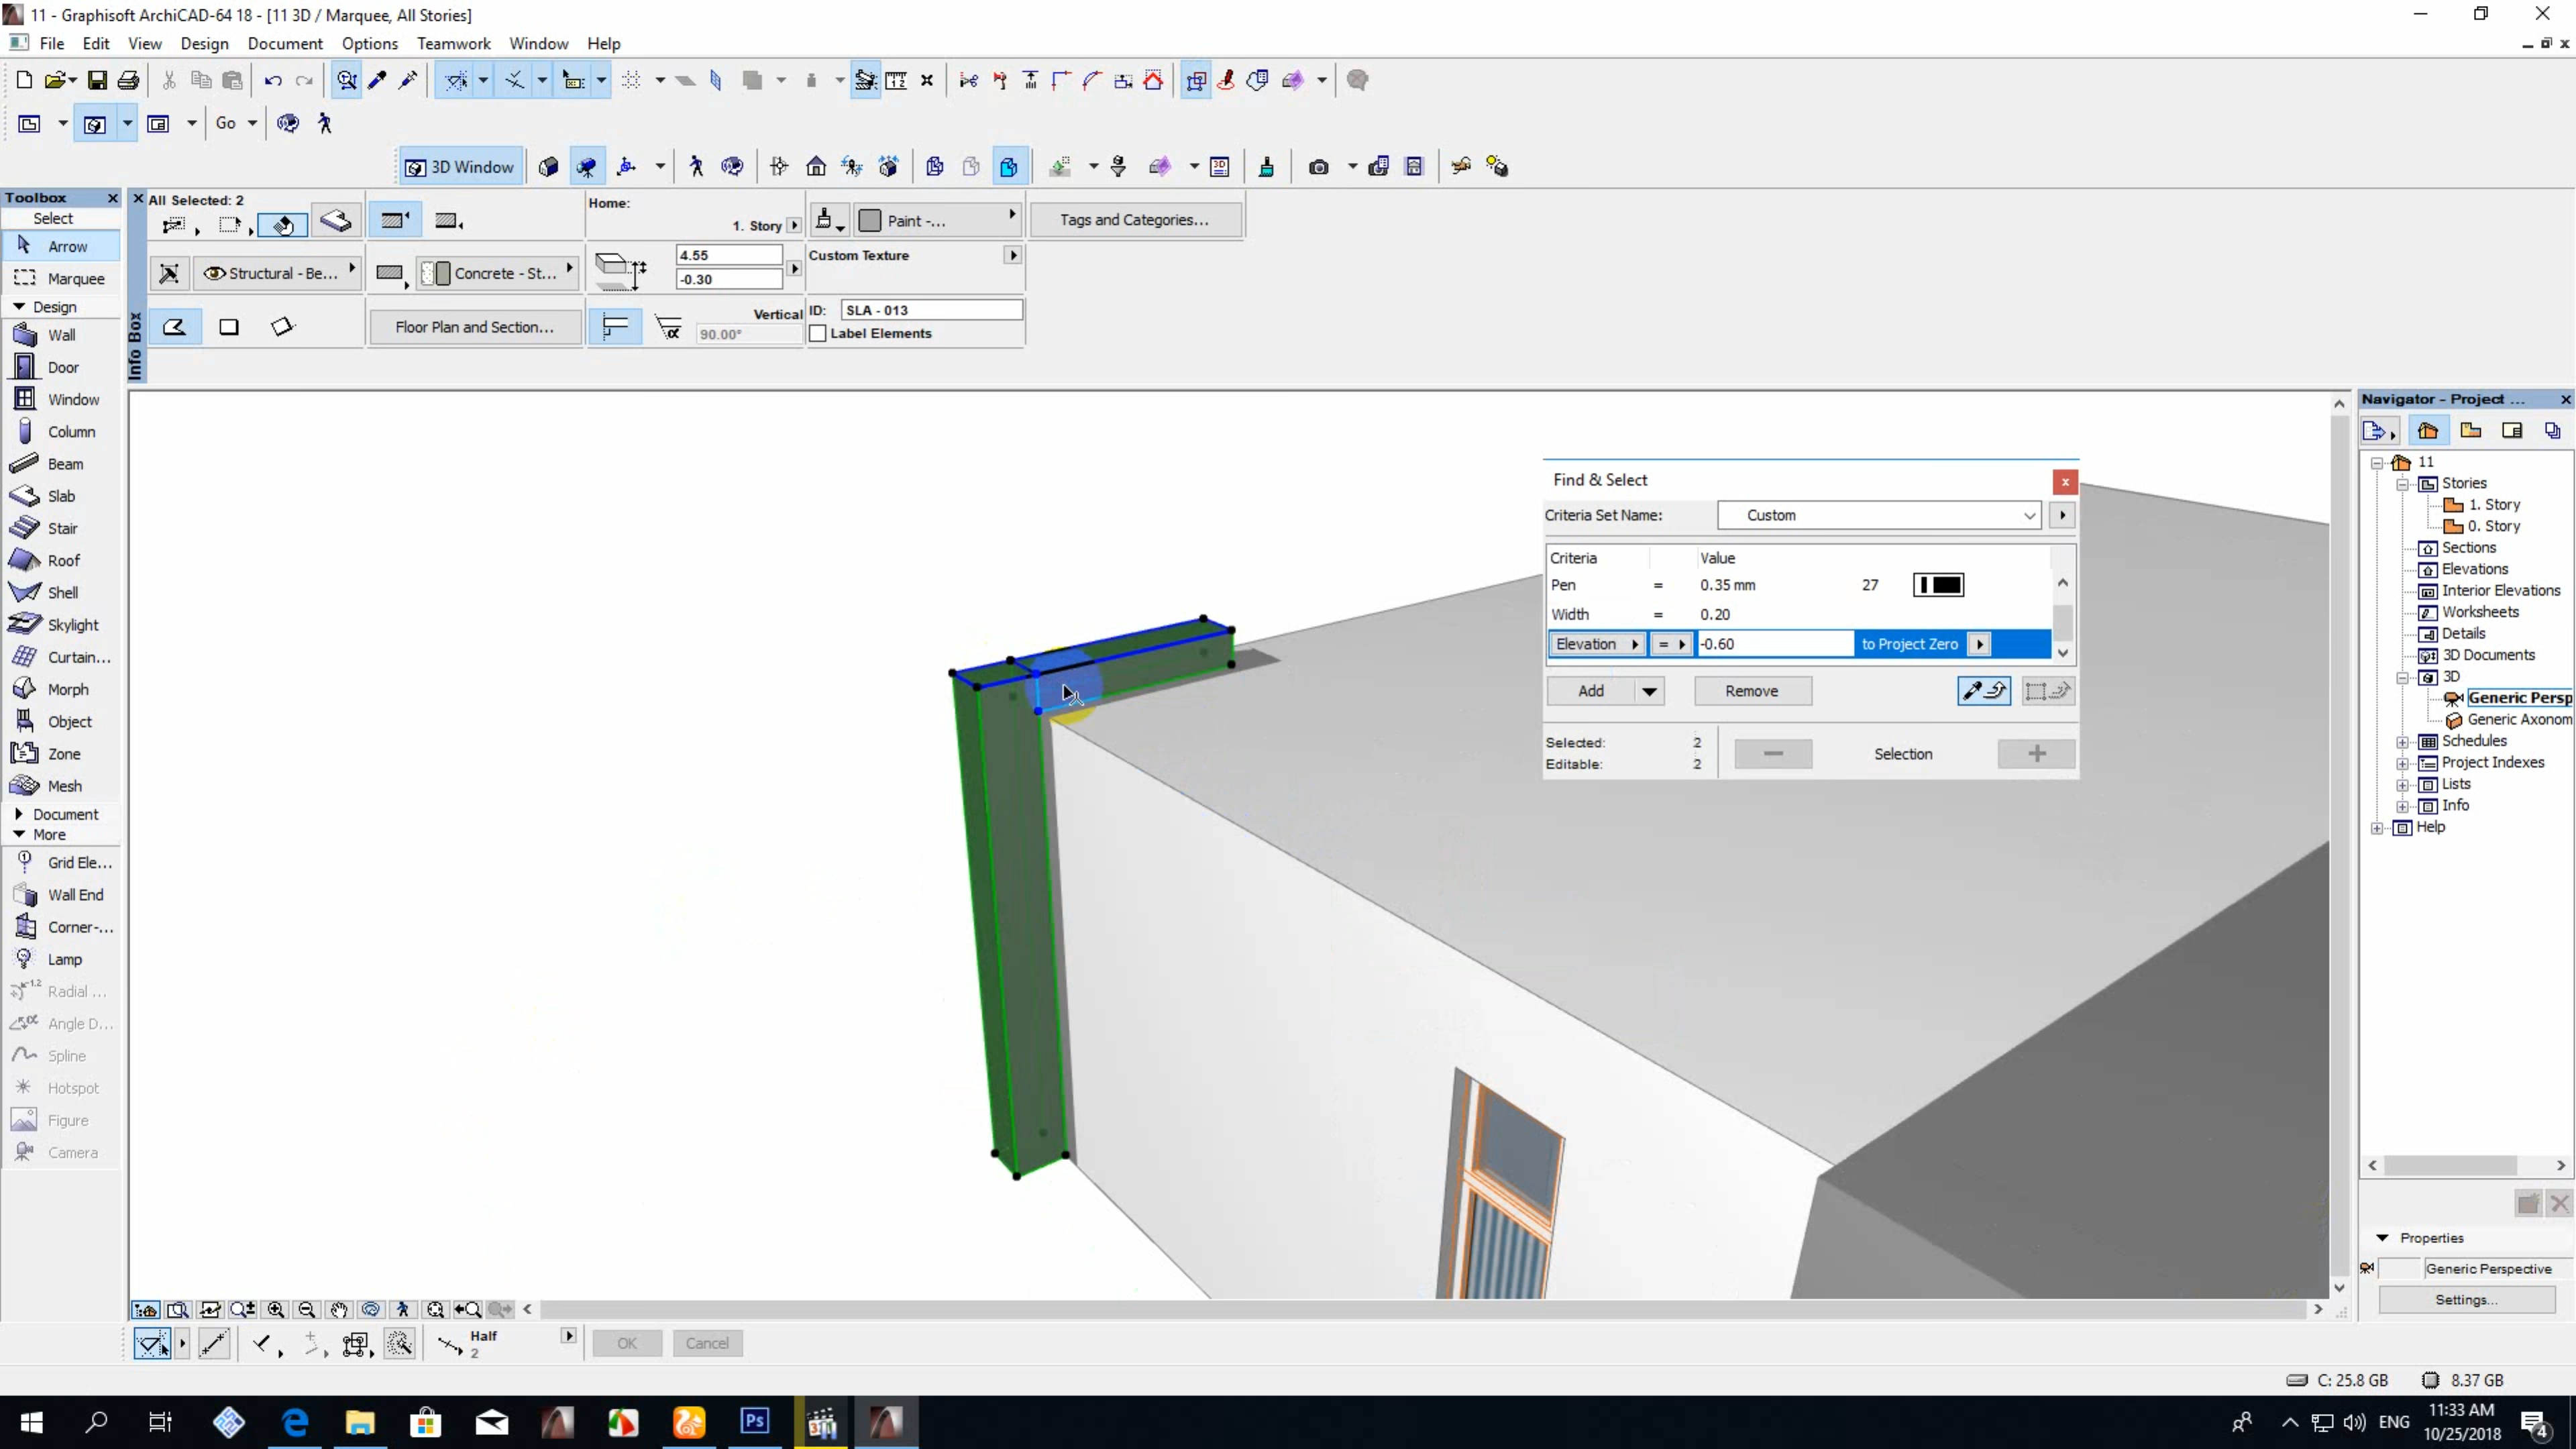 11 - Graphisoft ArchiCAD-64 18 - [11 3D / Marquee, All Stories]
File Edit View Design Document Options Teamwork Window Help
Go
3D Window
Toolbox
Select
Arrow
Marquee
Design
Wall
Door
Window
Column
Beam
Slab
Stair
Roof
Shell
Skylight
Curtain...
Morph
Object
Zone
Mesh
Document
More
Grid Ele...
Wall End
Corner-...
Lamp
Radial ...
Angle D...
Spline
Hotspot
Figure
Camera
Info Box
All Selected: 2
Home:
1. Story
Paint -...
Tags and Categories...
Structural - Be...
Concrete - St...
4.55
-0.30
Custom Texture
Floor Plan and Section...
Vertical
90.00°
ID: SLA - 013
Label Elements
Find & Select
Criteria Set Name: Custom
Criteria Value
Pen = 0.35 mm 27
Width = 0.20
Elevation = -0.60 to Project Zero
Add Remove
Selected: 2
Editable: 2
Selection
Navigator - Project ...
11
Stories
1. Story
0. Story
Sections
Elevations
Interior Elevations
Worksheets
Details
3D Documents
3D
Generic Persp
Generic Axonom
Schedules
Project Indexes
Lists
Info
Help
Properties
Generic Perspective
Settings...
Half
2
OK Cancel
C: 25.8 GB 8.37 GB
Ps
ENG
11:33 AM
10/25/2018
4